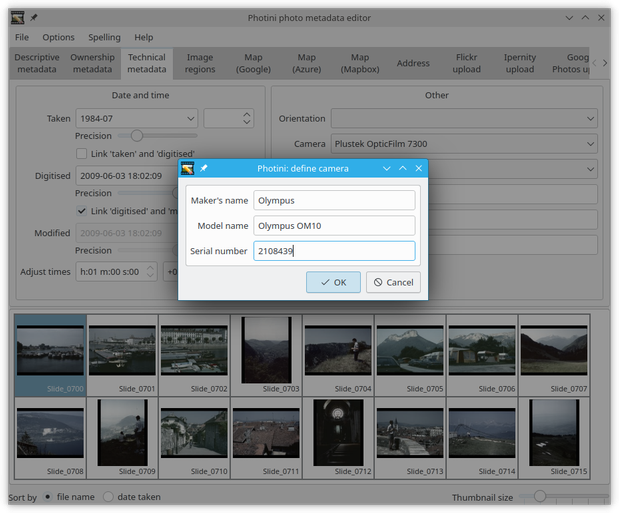 Photini photo metadata editor
File Options Spelling Help
Descriptive metadata
Ownership metadata
Technical metadata
Image regions
Map (Google)
Map (Azure)
Map (Mapbox)
Address
Flickr upload
Ipernity upload
Date and time
Other
Taken 1984-07
Precision
Link 'taken' and 'digitised'
Digitised 2009-06-03 18:02:09
Precision
Link 'digitised' and 'm
Modified 2009-06-03 18:02:09
Precision
Adjust times h:01 m:00 s:00 +0
Orientation
Camera Plustek OpticFilm 7300
Photini: define camera
Maker's name Olympus
Model name Olympus OM10
Serial number 2108439
OK Cancel
Slide_0700 Slide_0701 Slide_0702 Slide_0703 Slide_0704 Slide_0705 Slide_0706 Slide_0707
Slide_0708 Slide_0709 Slide_0710 Slide_0711 Slide_0712 Slide_0713 Slide_0714 Slide_0715
Sort by file name date taken Thumbnail size